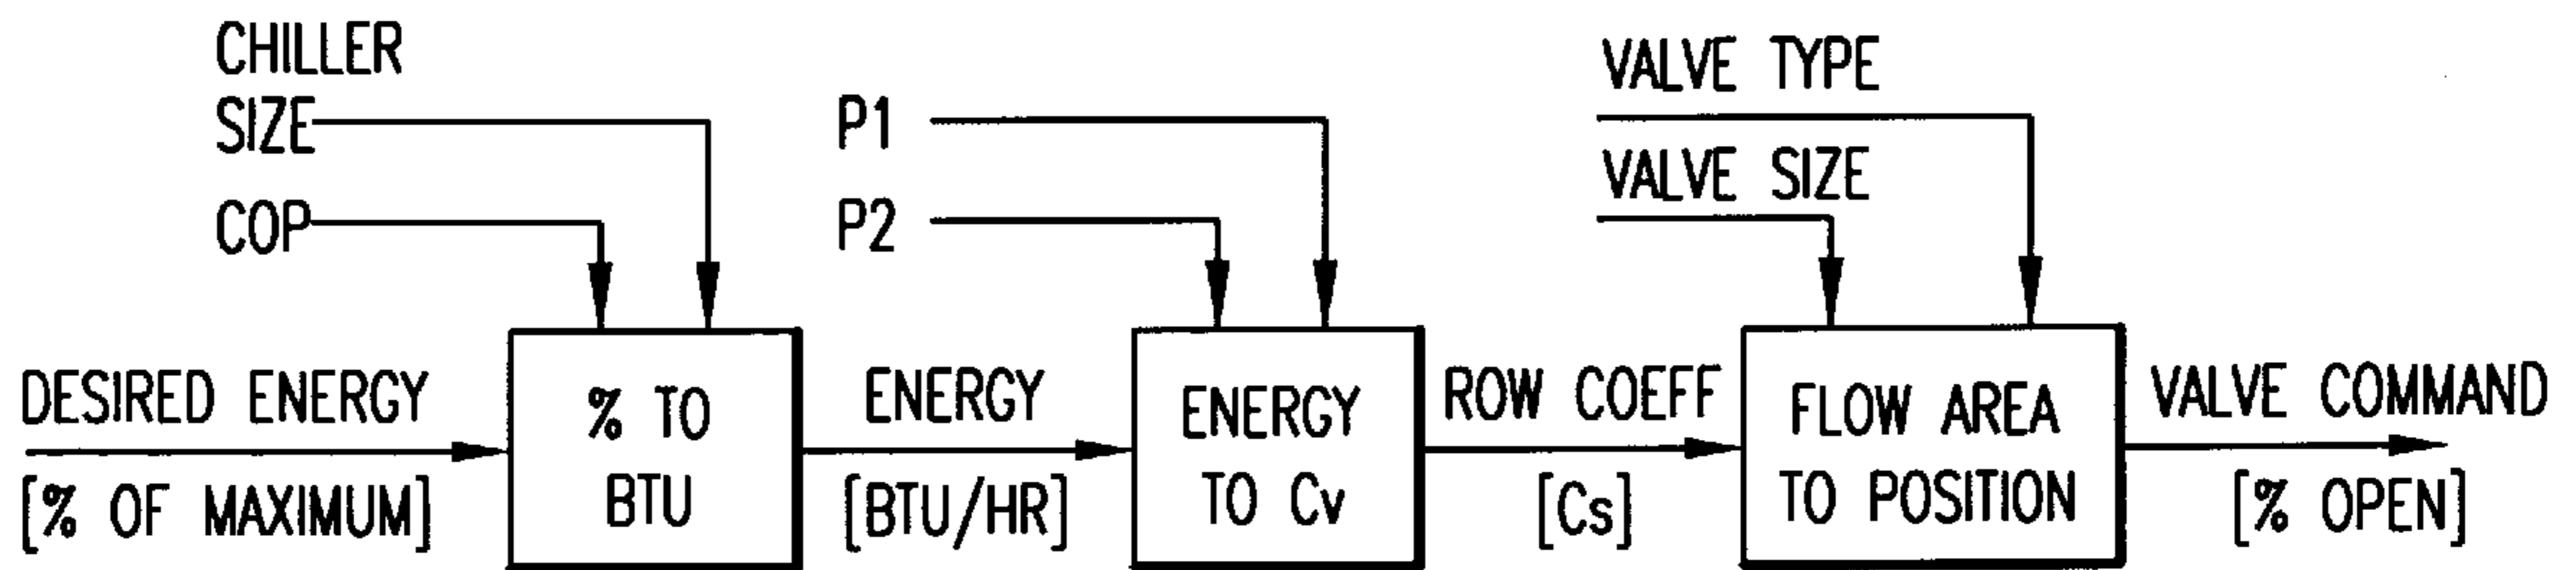 CHILLER
SIZE
COP
P1
P2
VALVE TYPE
VALVE SIZE
DESIRED ENERGY
[% OF MAXIMUM]
% TO
BTU
ENERGY
[BTU/HR]
ENERGY
TO Cv
ROW COEFF
[Cs]
FLOW AREA
TO POSITION
VALVE COMMAND
[% OPEN]